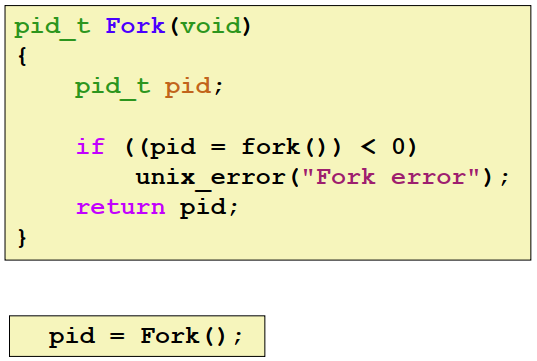 pid_t Fork(void)
{
    pid_t pid;

    if ((pid = fork()) < 0)
        unix_error("Fork error");
    return pid;
}

pid = Fork();